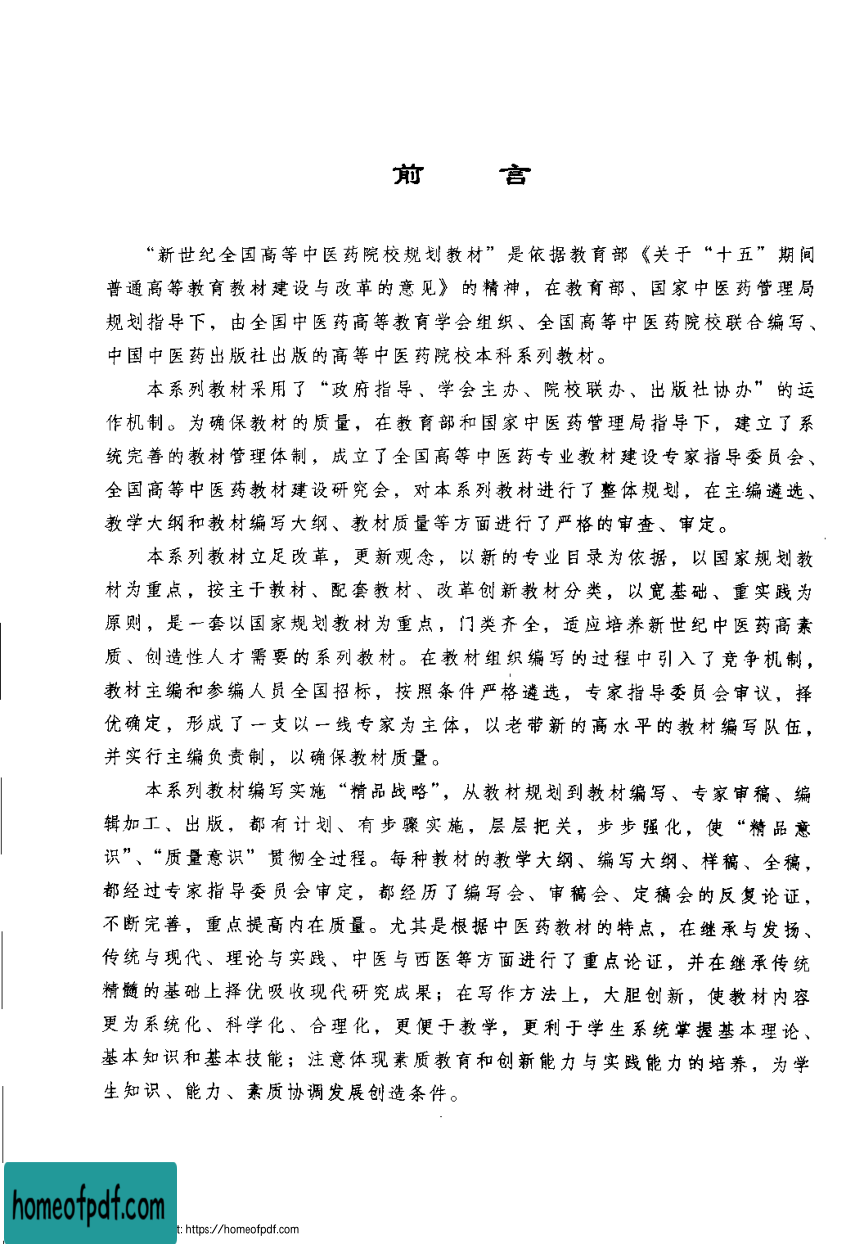 前 言
“新世纪全国高等中医药院校规划教材”是依据教育部《关于“十五”期间
普通高等教育教材建设与改革的意见》的精神，在教育部、国家中医药管理局
规划指导下，由全国中医药高等教育学会组织、全国高等中医药院校联合编写、
中国中医药出版社出版的高等中医药院校本科系列教材。
本系列教材采用了“政府指导、学会主办、院校联办、出版社协办”的运
作机制。为确保教材的质量，在教育部和国家中医药管理局指导下，建立了系
统完善的教材管理体制，成立了全国高等中医药专业教材建设专家指导委员会、
全国高等中医药教材建设研究会，对本系列教材进行了整体规划，在主编遴选、
教学大纲和教材编写大纲、教材质量等方面进行了严格的审查、审定。
本系列教材立足改革，更新观念，以新的专业目录为依据，以国家规划教
材为重点，按主干教材、配套教材、改革创新教材分类，以宽基础、重实践为
原则，是一套以国家规划教材为重点，门类齐全，适应培养新世纪中医药高素
质、创造性人才需要的系列教材。在教材组织编写的过程中引入了竞争机制，
教材主编和参编人员全国招标，按照条件严格遴选，专家指导委员会审议，择
优确定，形成了一支以一线专家为主体，以老带新的高水平的教材编写队伍，
并实行主编负责制，以确保教材质量。
本系列教材编写实施“精品战略”，从教材规划到教材编写、专家审稿、编
辑加工、出版，都有计划、有步骤实施，层层把关，步步强化，使“精品意
识”、“质量意识”贯彻全过程。每种教材的教学大纲、编写大纲、样稿、全稿，
都经过专家指导委员会审定，都经历了编写会、审稿会、定稿会的反复论证，
不断完善，重点提高内在质量。尤其是根据中医药教材的特点，在继承与发扬、
传统与现代、理论与实践、中医与西医等方面进行了重点论证，并在继承传统
精髓的基础上择优吸收现代研究成果；在写作方法上，大胆创新，使教材内容
更为系统化、科学化、合理化，更便于教学，更利于学生系统掌握基本理论、
基本知识和基本技能；注意体现素质教育和创新能力与实践能力的培养，为学
生知识、能力、素质协调发展创造条件。
homeofpdf.com
t: https://homeofpdf.com